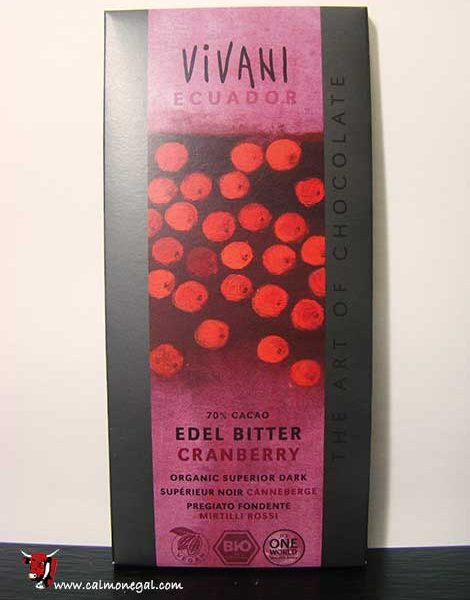 ViVANI
ECUADOR
THE ART OF CHOCOLATE
70% CACAO
EDEL BITTER
CRANBERRY
ORGANIC SUPERIOR DARK
SUPÉRIEUR NOIR CANNEBERGE
PREGIATO FONDENTE
MIRTILLI ROSSI
VEGAN
BIO
ONE
WORLD
www.calmonegal.com